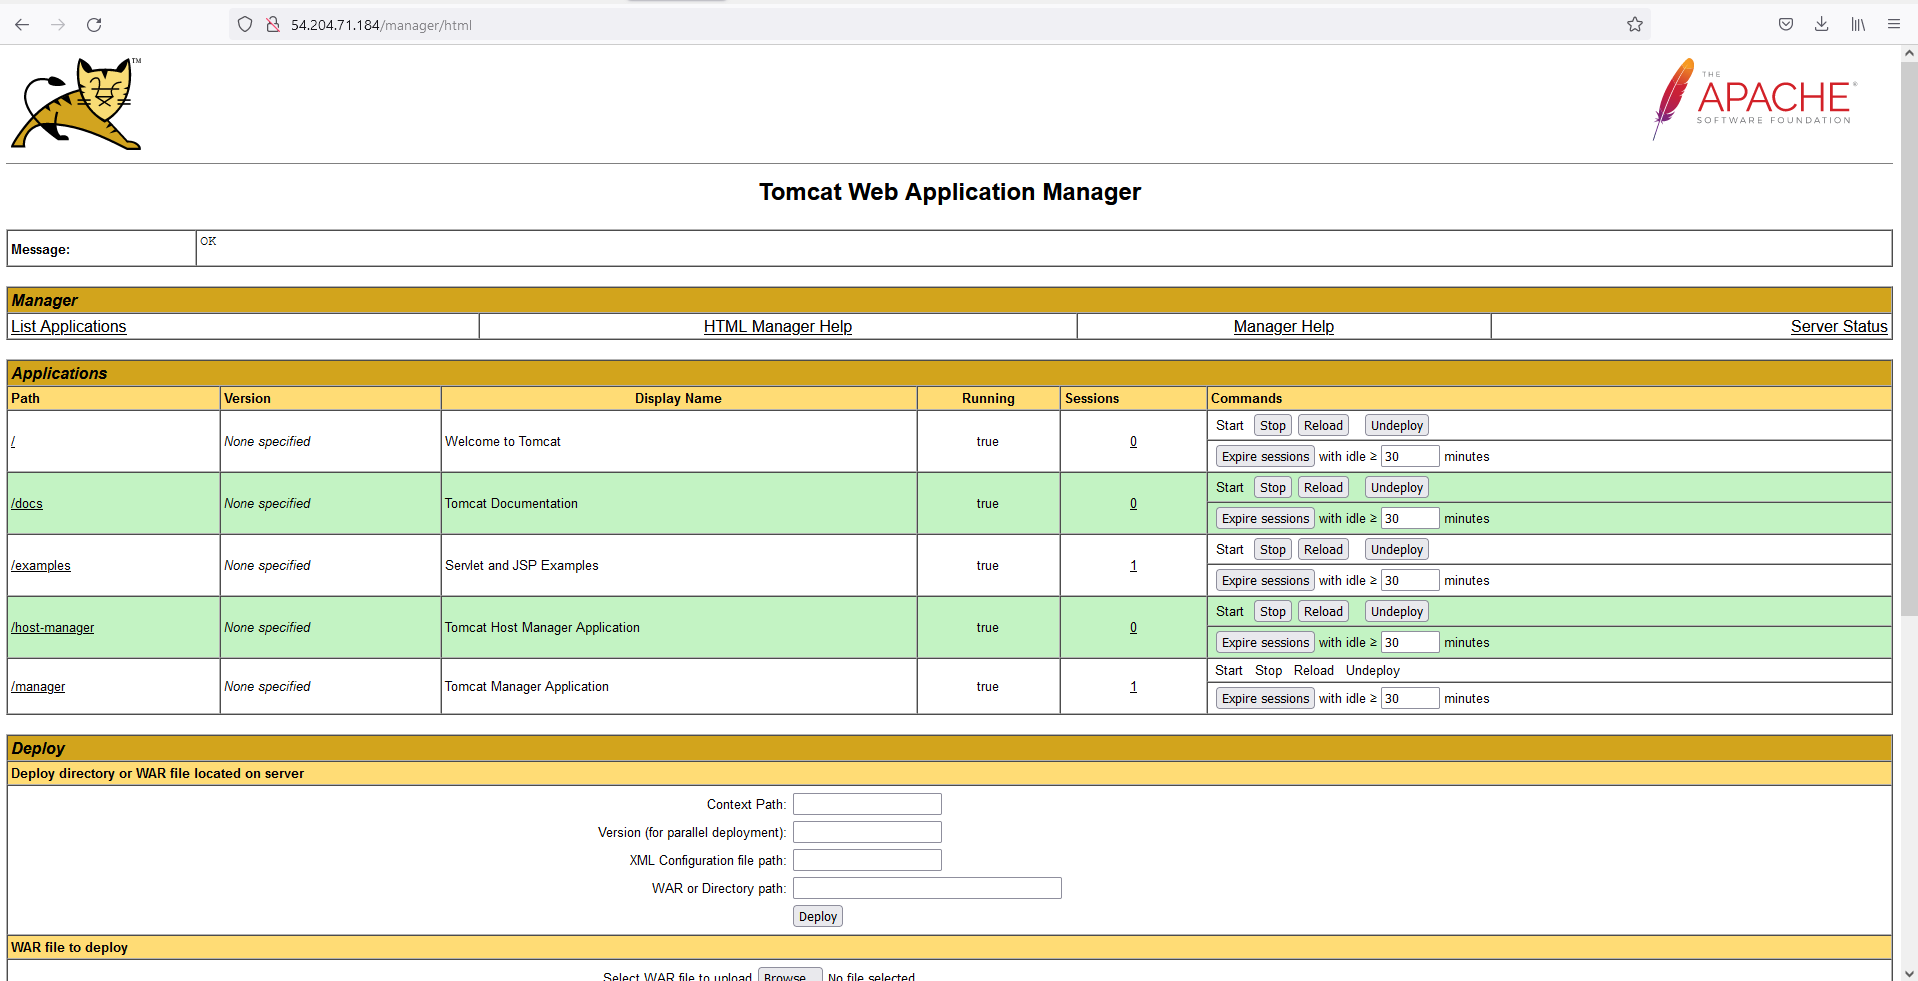 54.204.71.184/manager/html
TM
THE
APACHE®
SOFTWARE FOUNDATION
Tomcat Web Application Manager
Message: OK
Manager
List Applications HTML Manager Help Manager Help Server Status
Applications
Path Version Display Name Running Sessions Commands
/ None specified Welcome to Tomcat true 0 Start Stop Reload Undeploy
Expire sessions with idle ≥ 30 minutes
/docs None specified Tomcat Documentation true 0 Start Stop Reload Undeploy
Expire sessions with idle ≥ 30 minutes
/examples None specified Servlet and JSP Examples true 1 Start Stop Reload Undeploy
Expire sessions with idle ≥ 30 minutes
/host-manager None specified Tomcat Host Manager Application true 0 Start Stop Reload Undeploy
Expire sessions with idle ≥ 30 minutes
/manager None specified Tomcat Manager Application true 1 Start Stop Reload Undeploy
Expire sessions with idle ≥ 30 minutes
Deploy
Deploy directory or WAR file located on server
Context Path:
Version (for parallel deployment):
XML Configuration file path:
WAR or Directory path:
Deploy
WAR file to deploy
Select WAR file to upload Browse... No file selected.